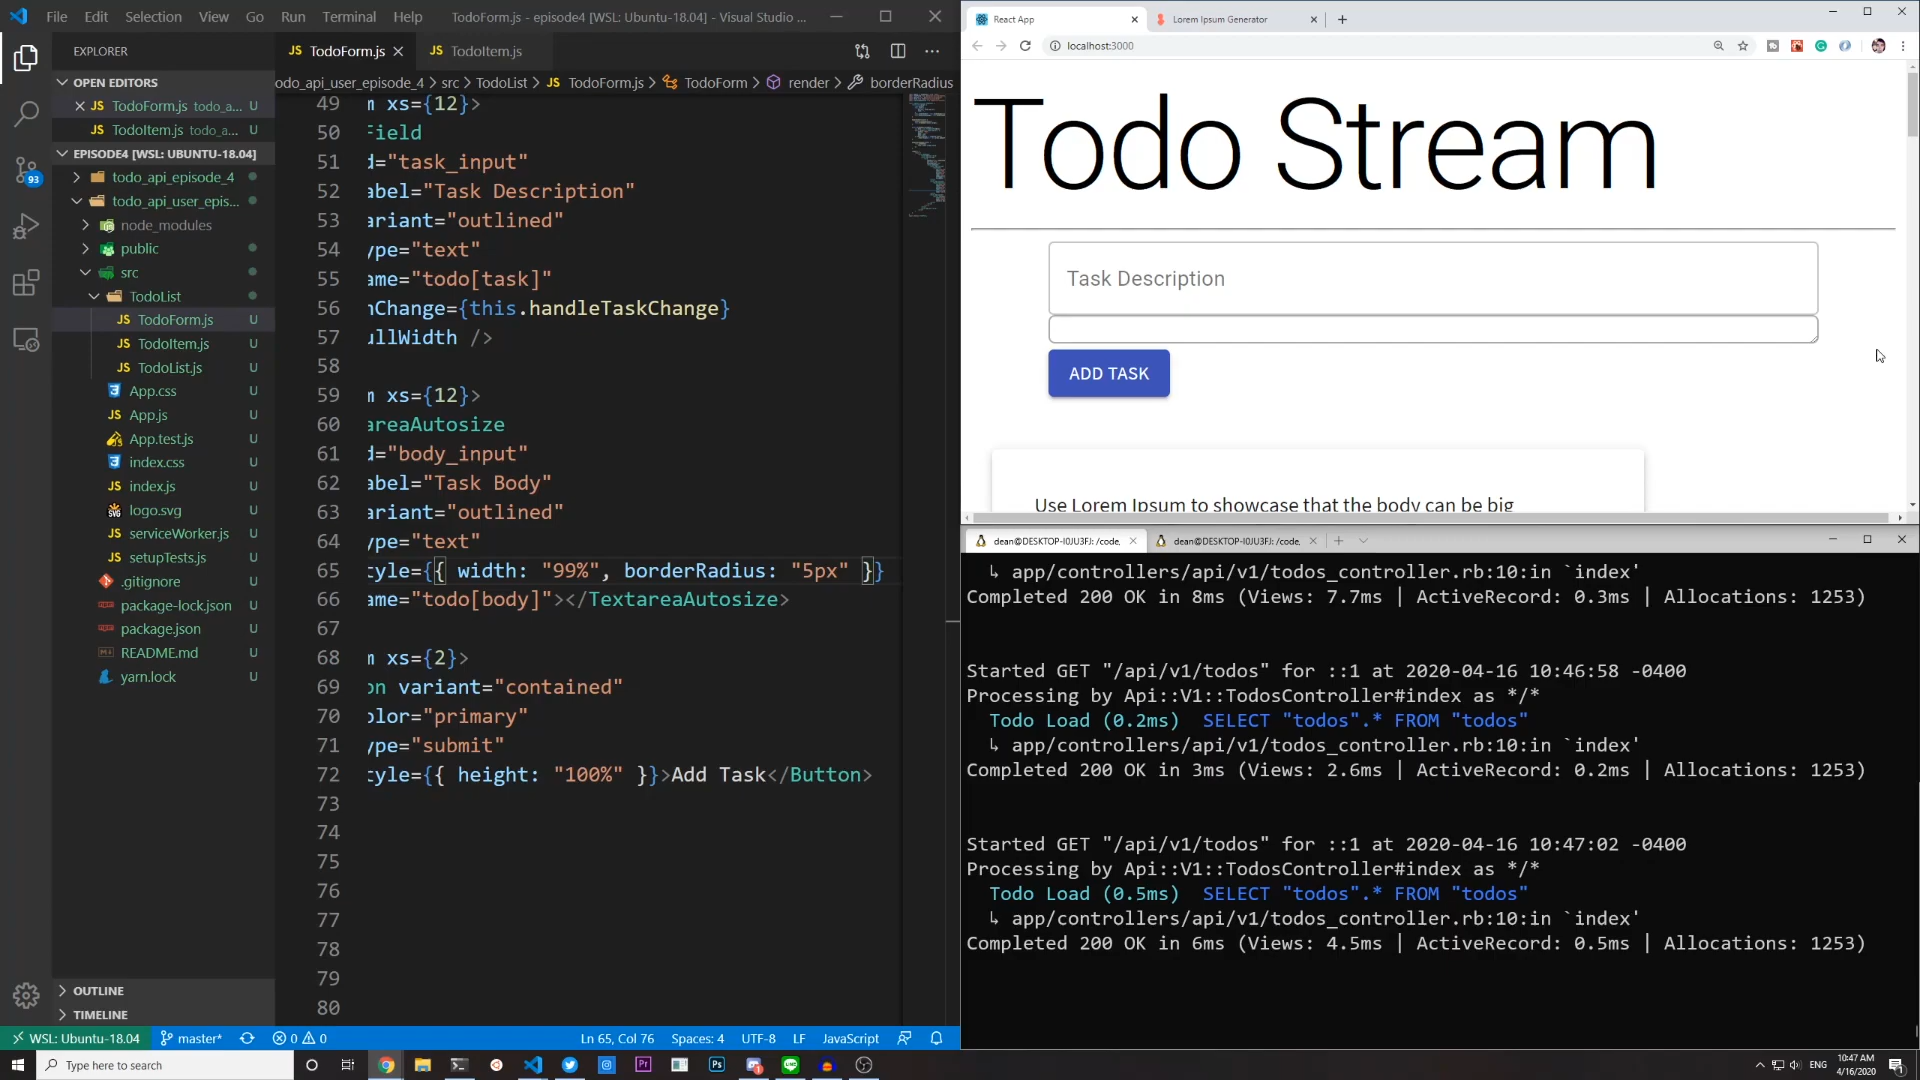 File Edit Selection View Go Run Terminal Help TodoForm.js - episode4 [WSL: Ubuntu-18.04] - Visual Studio ...
EXPLORER
OPEN EDITORS
TodoForm.js todo_a... U
TodoItem.js todo_a... U
EPISODE4 [WSL: UBUNTU-18.04]
todo_api_episode_4
todo_api_user_epis...
node_modules
public
src
TodoList
JS TodoForm.js U
JS TodoItem.js U
JS TodoList.js U
App.css U
JS App.js U
App.test.js U
index.css U
JS index.js U
logo.svg U
JS serviceWorker.js U
JS setupTests.js U
.gitignore U
package-lock.json U
package.json U
README.md U
yarn.lock U
OUTLINE
TIMELINE
93
JS TodoForm.js JS TodoItem.js
odo_api_user_episode_4 > src > TodoList > JS TodoForm.js > TodoForm > render > borderRadius
49 m xs={12}>
50 Field
51 d="task_input"
52 abel="Task Description"
53 ariant="outlined"
54 ype="text"
55 ame="todo[task]"
56 nChange={this.handleTaskChange}
57 ullWidth />
58
59 m xs={12}>
60 areaAutosize
61 d="body_input"
62 abel="Task Body"
63 ariant="outlined"
64 ype="text"
65 tyle={{ width: "99%", borderRadius: "5px" }}
66 ame="todo[body]"></TextareaAutosize>
67
68 m xs={2}>
69 on variant="contained"
70 olor="primary"
71 ype="submit"
72 tyle={{ height: "100%" }}>Add Task</Button>
73
74
75
76
77
78
79
80
WSL: Ubuntu-18.04 master* 0 0 Ln 65, Col 76 Spaces: 4 UTF-8 LF JavaScript
React App Lorem Ipsum Generator
localhost:3000
Todo Stream
Task Description
ADD TASK
Use Lorem Ipsum to showcase that the body can be big
dean@DESKTOP-I0JU3FJ: /code, dean@DESKTOP-I0JU3FJ: /code,
↳ app/controllers/api/v1/todos_controller.rb:10:in `index'
Completed 200 OK in 8ms (Views: 7.7ms | ActiveRecord: 0.3ms | Allocations: 1253)
Started GET "/api/v1/todos" for ::1 at 2020-04-16 10:46:58 -0400
Processing by Api::V1::TodosController#index as */*
Todo Load (0.2ms) SELECT "todos".* FROM "todos"
↳ app/controllers/api/v1/todos_controller.rb:10:in `index'
Completed 200 OK in 3ms (Views: 2.6ms | ActiveRecord: 0.2ms | Allocations: 1253)
Started GET "/api/v1/todos" for ::1 at 2020-04-16 10:47:02 -0400
Processing by Api::V1::TodosController#index as */*
Todo Load (0.5ms) SELECT "todos".* FROM "todos"
↳ app/controllers/api/v1/todos_controller.rb:10:in `index'
Completed 200 OK in 6ms (Views: 4.5ms | ActiveRecord: 0.5ms | Allocations: 1253)
Type here to search
Pr Ps
ENG
10:47 AM
4/16/2020